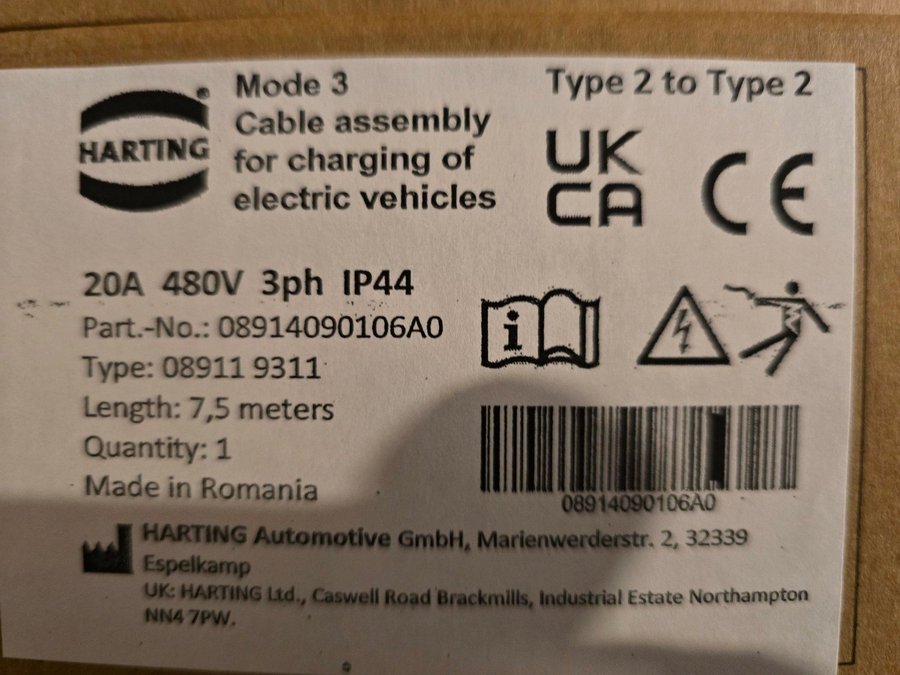 HARTING
Mode 3
Cable assembly
for charging of
electric vehicles
Type 2 to Type 2
UK
CA
CE
20A 480V 3ph IP44
Part.-No.: 08914090106A0
Type: 08911 9311
Length: 7,5 meters
Quantity: 1
Made in Romania
i
08914090106A0
HARTING Automotive GmbH, Marienwerderstr. 2, 32339
Espelkamp
UK: HARTING Ltd., Caswell Road Brackmills, Industrial Estate Northampton
NN4 7PW.